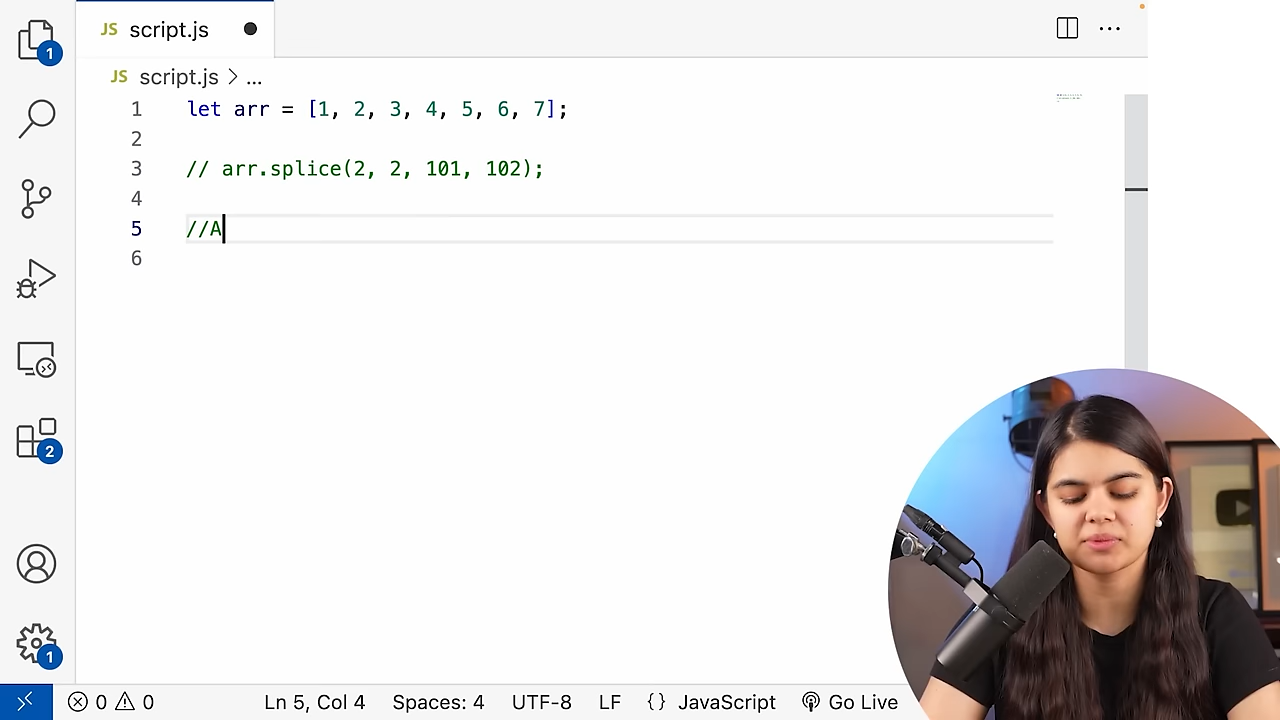 JS script.js
JS script.js > ...
1 let arr = [1, 2, 3, 4, 5, 6, 7];
2
3 // arr.splice(2, 2, 101, 102);
4
5 //A
6
1
2
1
0 0 Ln 5, Col 4 Spaces: 4 UTF-8 LF {} JavaScript Go Live